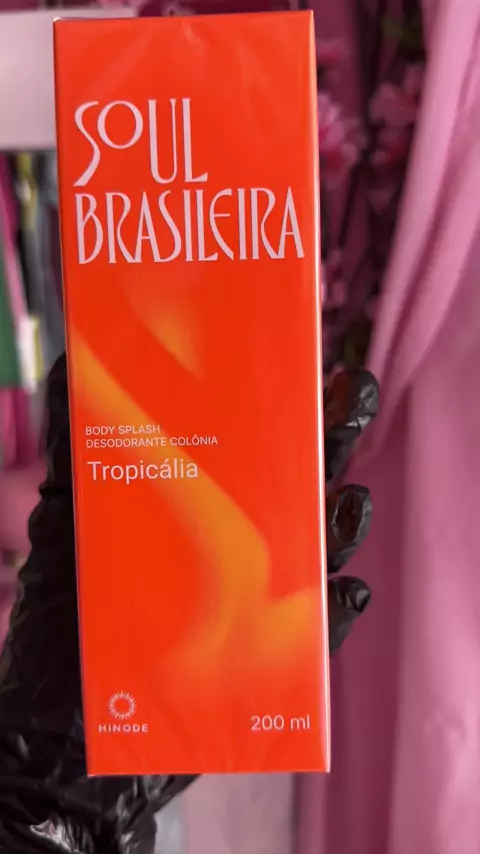 SOUL
BRASILEIRA
BODY SPLASH
DESODORANTE COLÔNIA
Tropicália
HINODE
200 ml